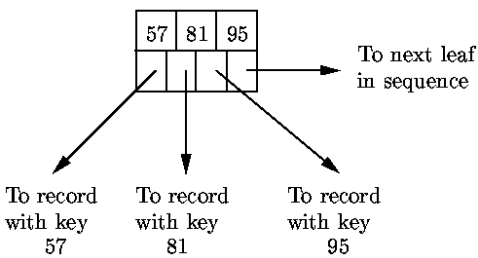 57 81 95
To next leaf
in sequence
To record
with key
57
To record
with key
81
To record
with key
95